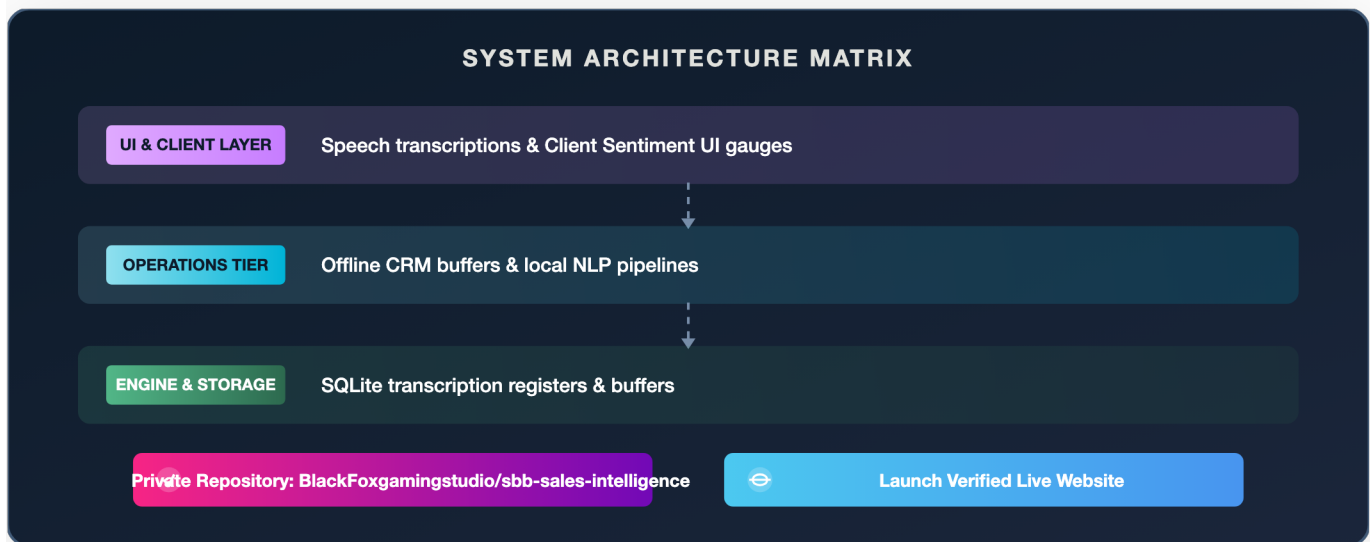 SYSTEM ARCHITECTURE MATRIX
UI & CLIENT LAYER
Speech transcriptions & Client Sentiment UI gauges
OPERATIONS TIER
Offline CRM buffers & local NLP pipelines
ENGINE & STORAGE
SQLite transcription registers & buffers
Private Repository: BlackFoxgamingstudio/sbb-sales-intelligence
Launch Verified Live Website